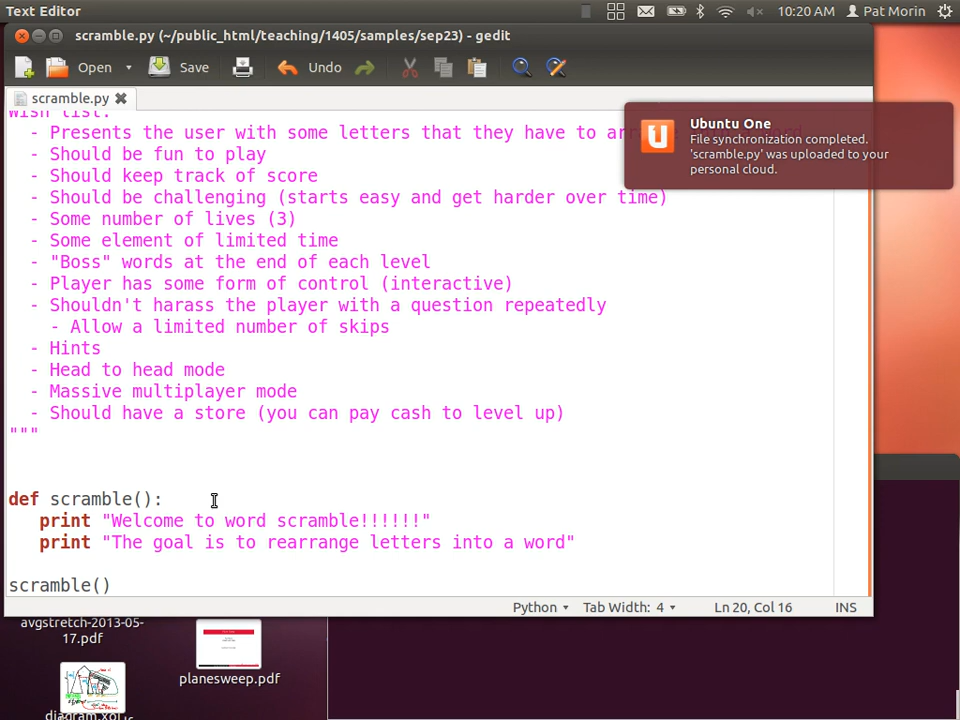 Text Editor
10:20 AM
Pat Morin
scramble.py (~/public_html/teaching/1405/samples/sep23) - gedit
Open
Save
Undo
scramble.py
Wish list:
- Presents the user with some letters that they have to
- Should be fun to play
- Should keep track of score
- Should be challenging (starts easy and get harder over time)
- Some number of lives (3)
- Some element of limited time
- "Boss" words at the end of each level
- Player has some form of control (interactive)
- Shouldn't harass the player with a question repeatedly
- Allow a limited number of skips
- Hints
- Head to head mode
- Massive multiplayer mode
- Should have a store (you can pay cash to level up)
"""
Ubuntu One
File synchronization completed.
'scramble.py' was uploaded to your
personal cloud.
def scramble():
print "Welcome to word scramble!!!!!!"
print "The goal is to rearrange letters into a word"
scramble()
Python
Tab Width: 4
Ln 20, Col 16
INS
avgstretch-2013-05-
17.pdf
planesweep.pdf